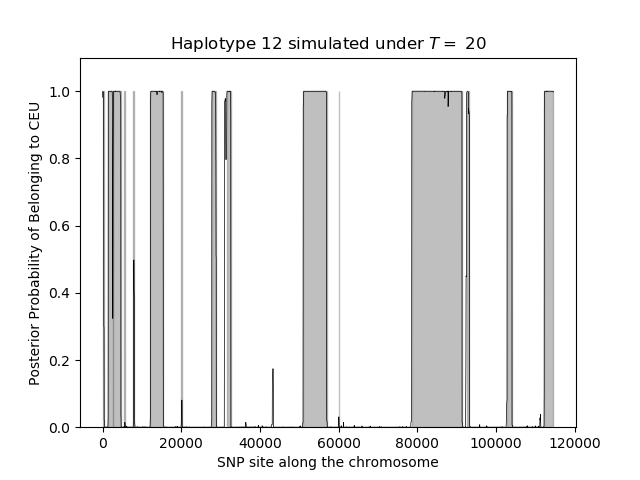 Haplotype 12 simulated under T = 20
Posterior Probability of Belonging to CEU
1.0
0.8
0.6
0.4
0.2
0.0
0 20000 40000 60000 80000 100000 120000
SNP site along the chromosome